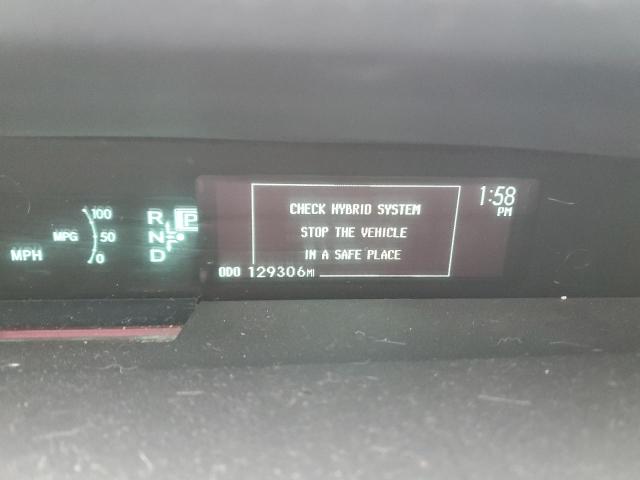 CHECK HYBRID SYSTEM
STOP THE VEHICLE
IN A SAFE PLACE
1:58
PM
ODO 129306MI
MPH
MPG
100
50
0
R
N
D
P